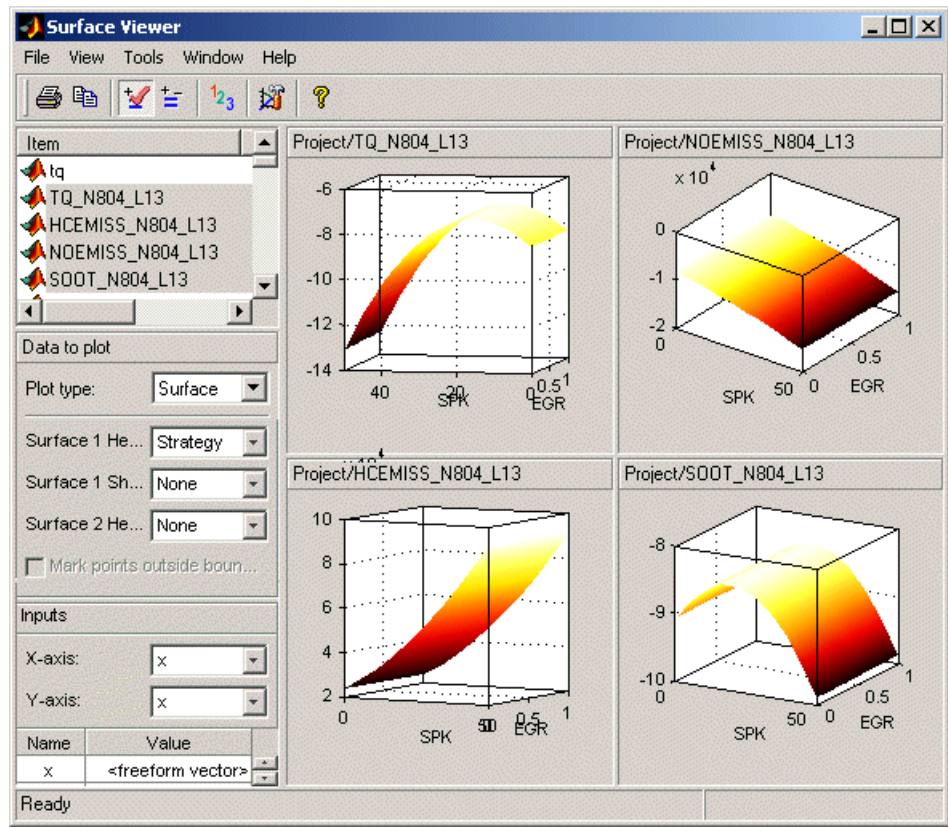 Surface Viewer
File View Tools Window Help
Item
tq
TQ_N804_L13
HCEMISS_N804_L13
NOEMISS_N804_L13
SOOT_N804_L13
Data to plot
Plot type: Surface
Surface 1 He... Strategy
Surface 1 Sh... None
Surface 2 He... None
Mark points outside boun...
Inputs
X-axis: x
Y-axis: x
Name Value
x <freeform vector>
Ready
Project/TQ_N804_L13
-6
-8
-10
-12
-14
40 20 0 0.5 1
SPK EGR
Project/NOEMISS_N804_L13
x 10^4
0
-1
-2
0 50 0 0.5 1
SPK EGR
Project/HCEMISS_N804_L13
10
8
6
4
2
0 50 0 0.5 1
SPK EGR
Project/SOOT_N804_L13
-8
-9
-10
0 50 0 0.5 1
SPK EGR